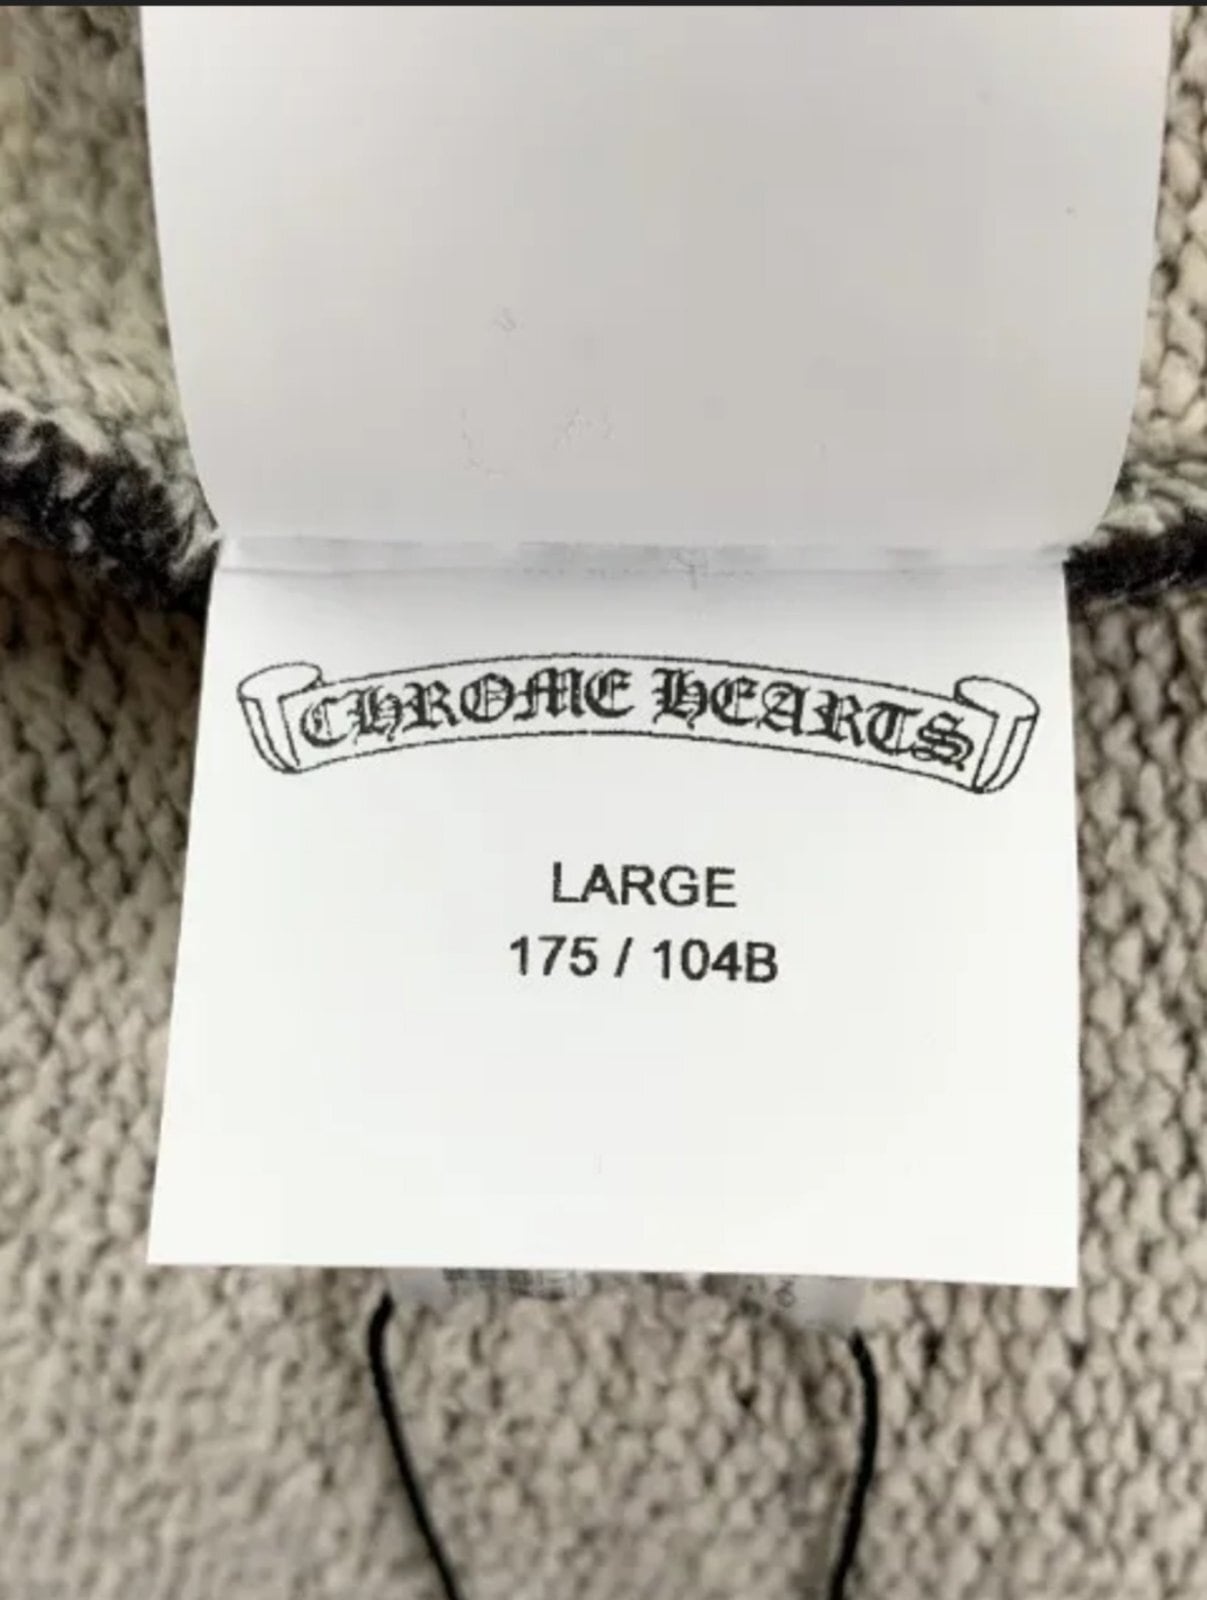 CHROME HEARTS
LARGE
175 / 104B